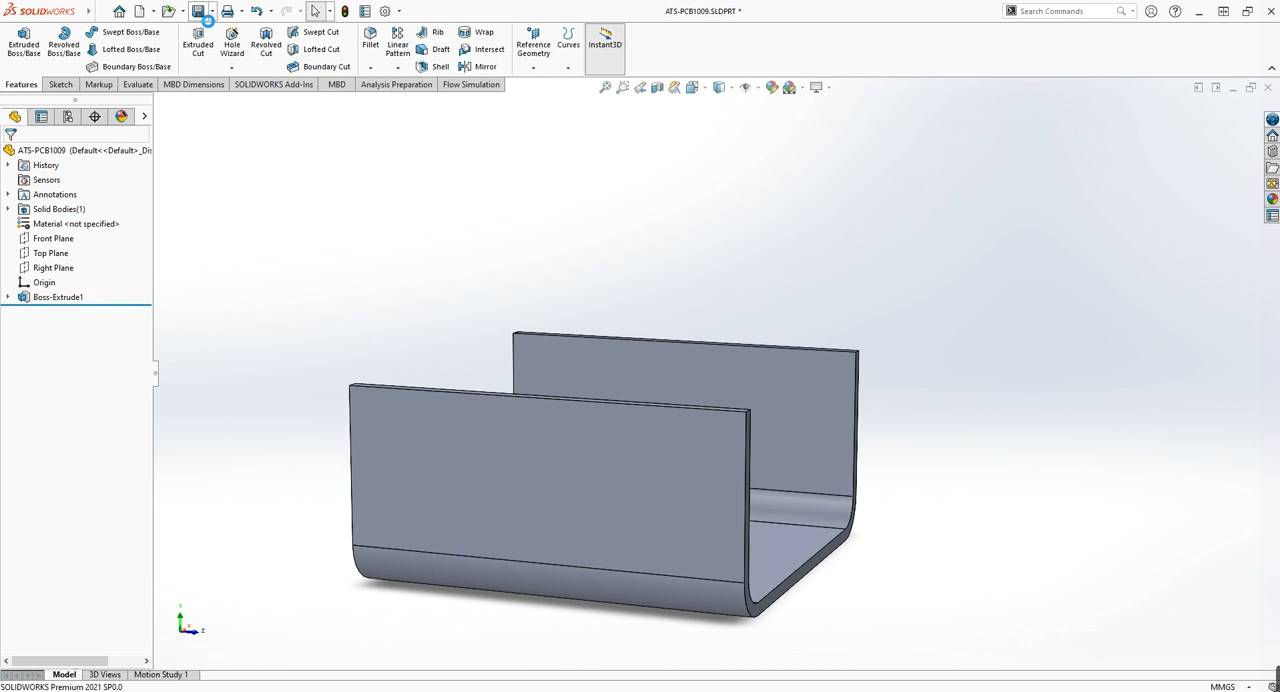 SOLIDWORKS
ATS-PCB1009.SLDPRT *
Search Commands
Extruded Boss/Base
Revolved Boss/Base
Swept Boss/Base
Lofted Boss/Base
Boundary Boss/Base
Extruded Cut
Hole Wizard
Revolved Cut
Swept Cut
Lofted Cut
Boundary Cut
Fillet
Linear Pattern
Rib
Draft
Shell
Wrap
Intersect
Mirror
Reference Geometry
Curves
Instant3D
Features
Sketch
Markup
Evaluate
MBD Dimensions
SOLIDWORKS Add-Ins
MBD
Analysis Preparation
Flow Simulation
ATS-PCB1009 (Default<<Default>_Dis
History
Sensors
Annotations
Solid Bodies(1)
Material <not specified>
Front Plane
Top Plane
Right Plane
Origin
Boss-Extrude1
Y
X
Z
Model
3D Views
Motion Study 1
SOLIDWORKS Premium 2021 SP0.0
MMGS